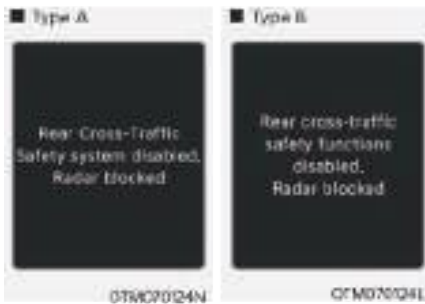 ■ Type A
Rear Cross-Traffic
Safety system disabled.
Radar blocked
OTM070124N
■ Type B
Rear cross-traffic
safety functions
disabled.
Radar blocked
OTM070124L